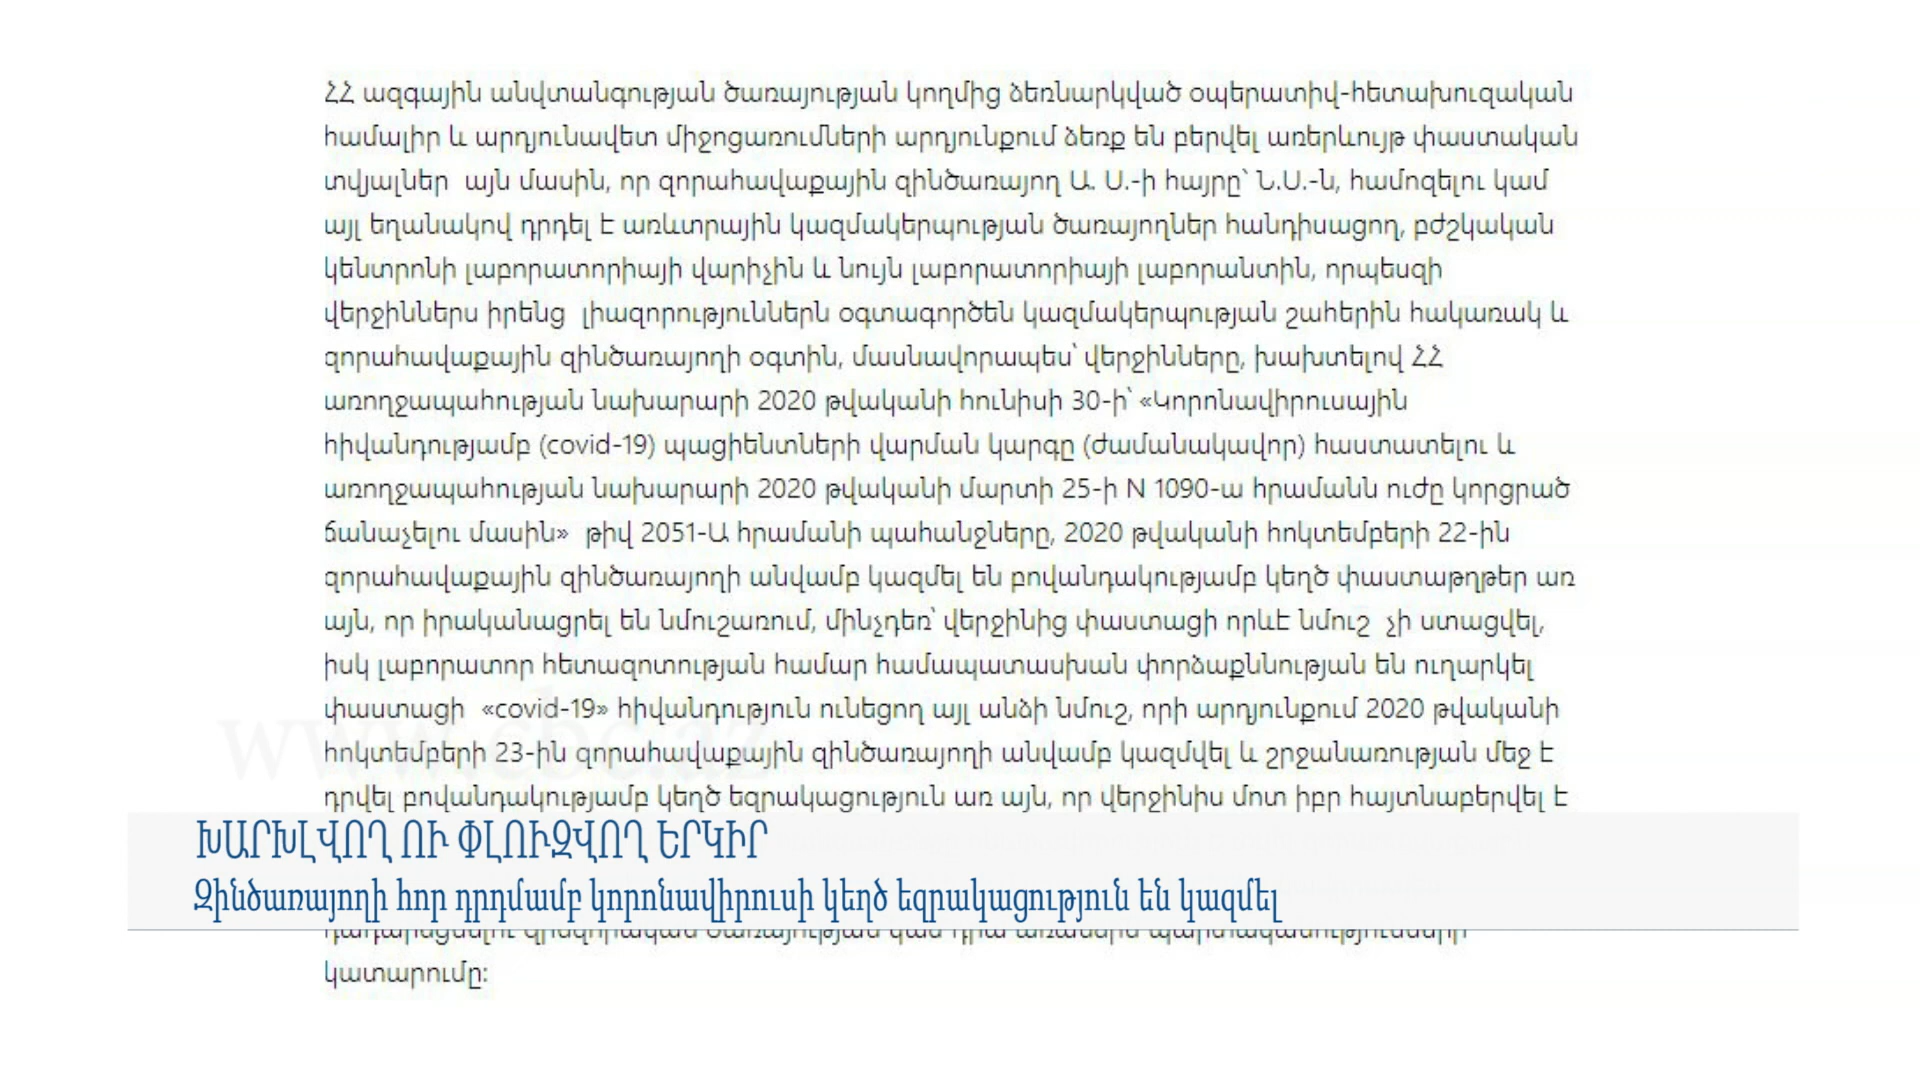 ՀՀ ազգային անվտանգության ծառայության կողմից ձեռնարկված օպերատիվ-հետախուզական
համալիր և արդյունավետ միջոցառումների արդյունքում ձեռք են բերվել առերևույթ փաստական
տվյալներ այն մասին, որ զորահավաքային զինծառայող Ա. Ս.-ի հայրը՝ Ն.Ս.-ն, համոզելու կամ
այլ եղանակով դրդել է առևտրային կազմակերպության ծառայողներ հանդիսացող, բժշկական
կենտրոնի լաբորատորիայի վարիչին և նույն լաբորատորիայի լաբորանտին, որպեսզի
վերջիններս իրենց լիազորություններն օգտագործեն կազմակերպության շահերին հակառակ և
զորահավաքային զինծառայողի օգտին, մասնավորապես՝ վերջինները, խախտելով ՀՀ
առողջապահության նախարարի 2020 թվականի հունիսի 30-ի՝ «Կորոնավիրուսային
հիվանդությամբ (covid-19) պացիենտների վարման կարգը (ժամանակավոր) հաստատելու և
առողջապահության նախարարի 2020 թվականի մարտի 25-ի N 1090-ա հրամանն ուժը կորցրած
ճանաչելու մասին» թիվ 2051-Ա հրամանի պահանջները, 2020 թվականի հոկտեմբերի 22-ին
զորահավաքային զինծառայողի անվամբ կազմել են բովանդակությամբ կեղծ փաստաթղթեր առ
այն, որ իրականացրել են նմուշառում, մինչդեռ՝ վերջինից փաստացի որևէ նմուշ չի ստացվել,
իսկ լաբորատոր հետազոտության համար համապատասխան փորձաքննության են ուղարկել
փաստացի «covid-19» հիվանդություն ունեցող այլ անձի նմուշ, որի արդյունքում 2020 թվականի
հոկտեմբերի 23-ին զորահավաքային զինծառայողի անվամբ կազմվել և շրջանառության մեջ է
դրվել բովանդակությամբ կեղծ եզրակացություն առ այն, որ վերջինիս մոտ իբր հայտնաբերվել է
www.cbc.az
ԽԱՐԽԼՎՈՂ ՈՒ ՓԼՈՒԶՎՈՂ ԵՐԿԻՐ
Զինծառայողի հոր դրդմամբ կորոնավիրուսի կեղծ եզրակացություն են կազմել
կատարումը: